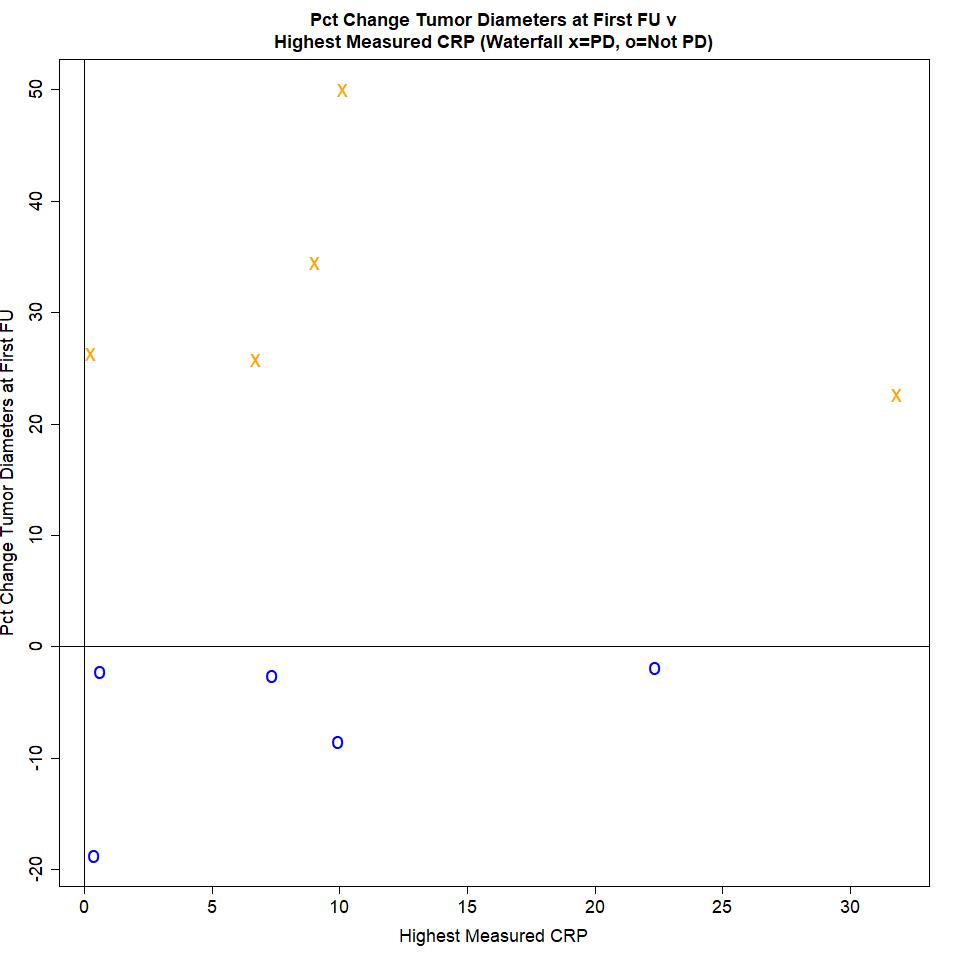 Pct Change Tumor Diameters at First FU v
Highest Measured CRP (Waterfall x=PD, o=Not PD)
Pct Change Tumor Diameters at First FU
50
40
30
20
10
0
-10
-20
X
X
X
X
X
O
O
O
O
O
0 5 10 15 20 25 30
Highest Measured CRP